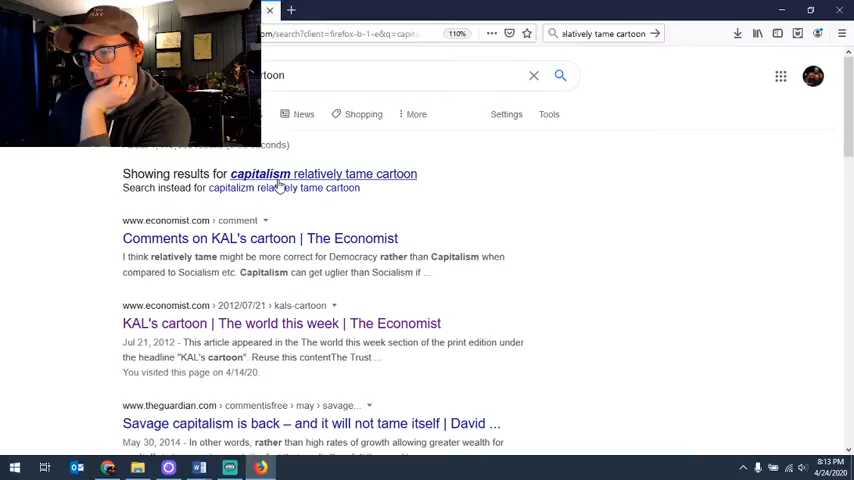 .com/search?client=firefox-b-1-e&q=capita
110%
relatively tame cartoon
cartoon
News
Shopping
More
Settings
Tools
seconds)
Showing results for capitalism relatively tame cartoon
Search instead for capitalizm relatively tame cartoon
www.economist.com › comment
Comments on KAL's cartoon | The Economist
I think relatively tame might be more correct for Democracy rather than Capitalism when
compared to Socialism etc. Capitalism can get uglier than Socialism if ...
www.economist.com › 2012/07/21 › kals-cartoon
KAL's cartoon | The world this week | The Economist
Jul 21, 2012 - This article appeared in the The world this week section of the print edition under
the headline "KAL's cartoon". Reuse this contentThe Trust ...
You visited this page on 4/14/20.
www.theguardian.com › commentisfree › may › savage...
Savage capitalism is back – and it will not tame itself | David ...
May 30, 2014 - In other words, rather than high rates of growth allowing greater wealth for
8:13 PM
4/24/2020